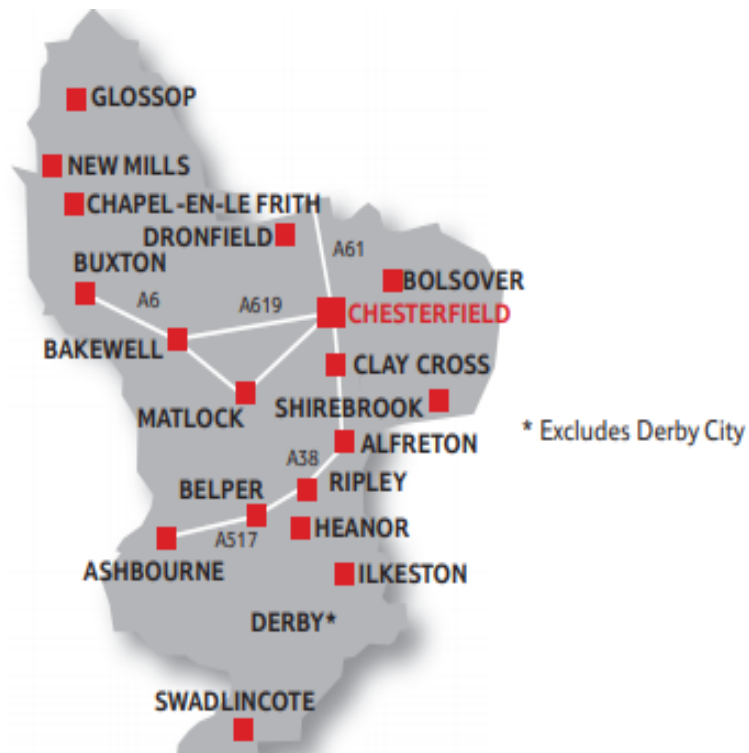 GLOSSOP
NEW MILLS
CHAPEL-EN-LE FRITH
DRONFIELD
A61
BUXTON
BOLSOVER
A6
A619
CHESTERFIELD
BAKEWELL
CLAY CROSS
MATLOCK
SHIREBROOK
* Excludes Derby City
ALFRETON
A38
BELPER
RIPLEY
HEANOR
A517
ASHBOURNE
ILKESTON
DERBY*
SWADLINCOTE